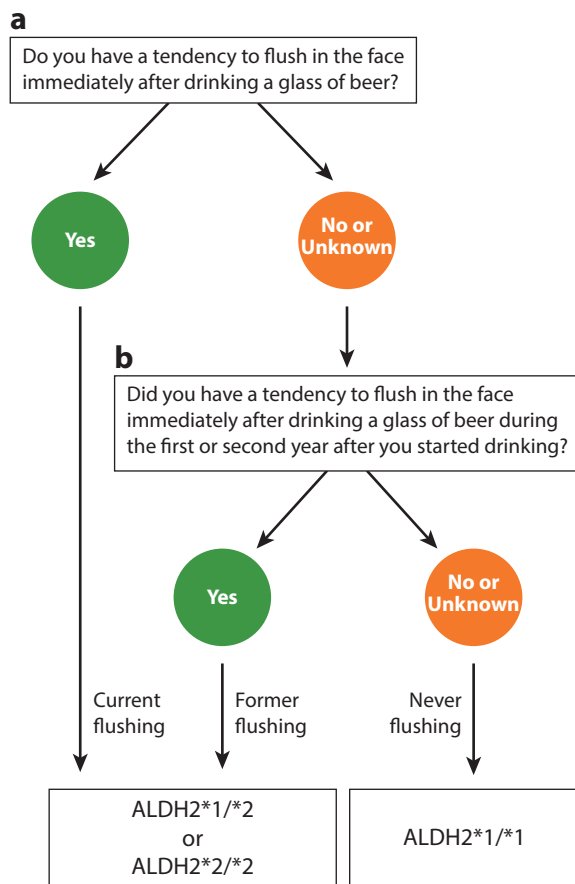 a
Do you have a tendency to flush in the face
immediately after drinking a glass of beer?
Yes
No or
Unknown
b
Did you have a tendency to flush in the face
immediately after drinking a glass of beer during
the first or second year after you started drinking?
Yes
No or
Unknown
Current
flushing
Former
flushing
Never
flushing
ALDH2*1/*2
or
ALDH2*2/*2
ALDH2*1/*1